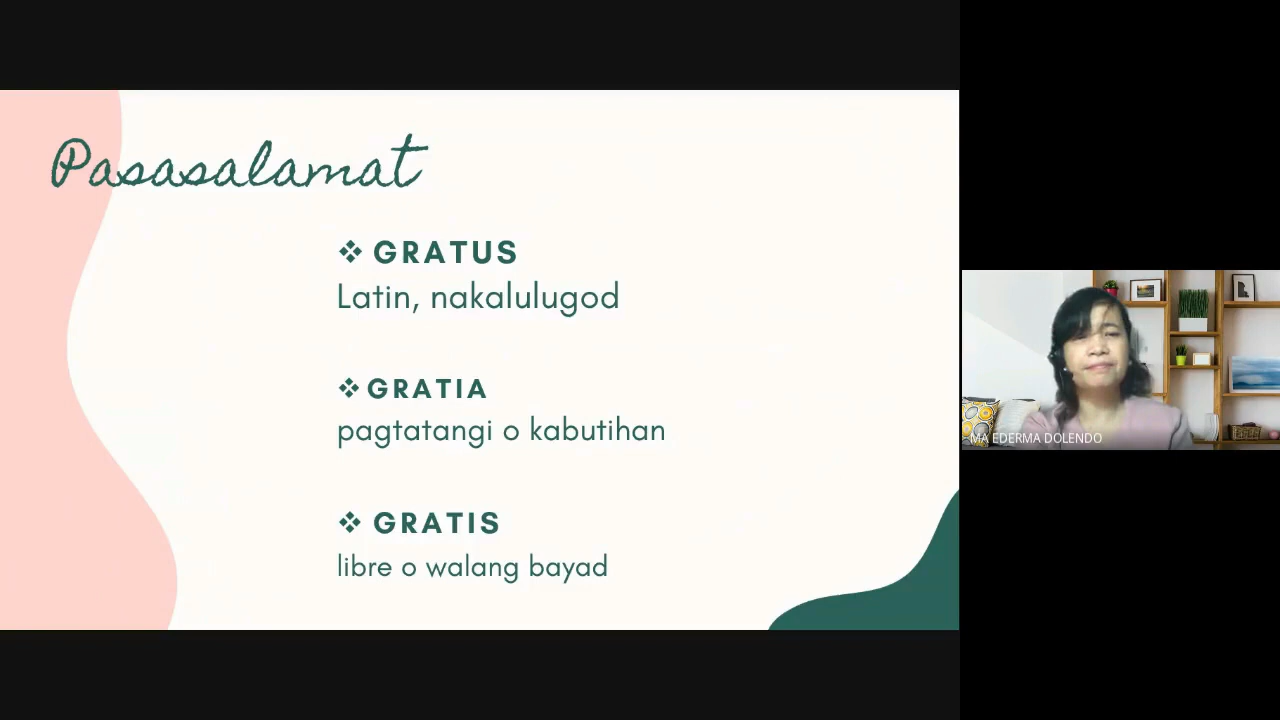 Pasasalamat
❖ GRATUS
Latin, nakalulugod
❖ GRATIA
pagtatangi o kabutihan
❖ GRATIS
libre o walang bayad
MA EDERMA DOLENDO